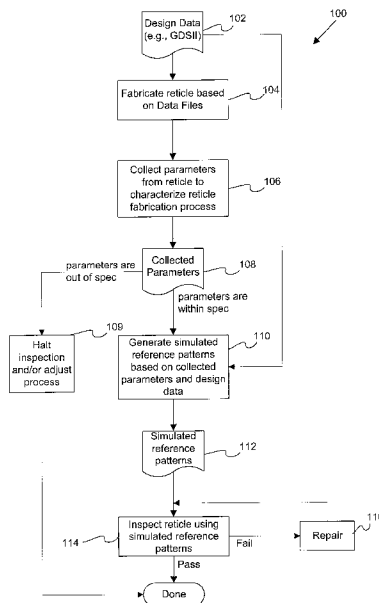 Design Data
(e.g., GDSII)
102
100
Fabricate reticle based
on Data Files
104
Collect parameters
from reticle to
characterize reticle
fabrication process
106
parameters are
out of spec
Collected
Parameters
108
parameters are
within spec
109
Halt
inspection
and/or adjust
process
Generate simulated
reference patterns
based on collected
parameters and design
data
110
Simulated
reference
patterns
112
114
Inspect reticle using
simulated reference
patterns
Fail
Repair
Pass
Done